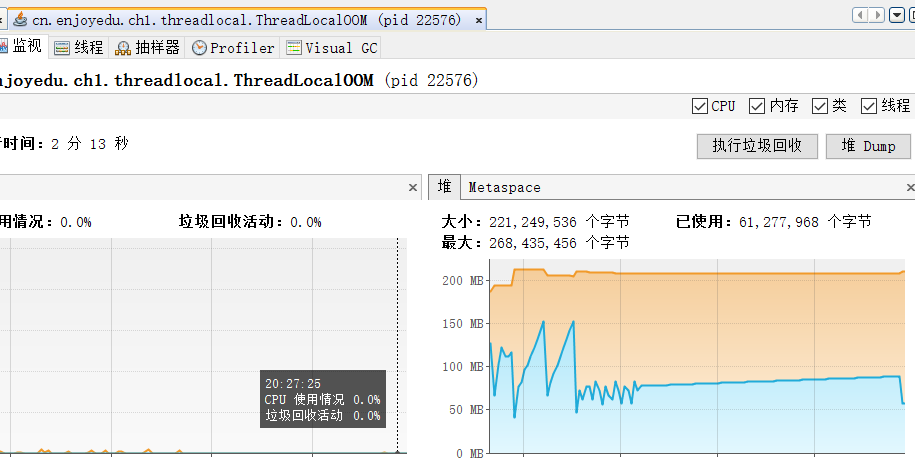 cn.enjoyedu.ch1.threadlocal.ThreadLocalOOM (pid 22576)
监视 线程 抽样器 Profiler Visual GC
njoyedu.ch1.threadlocal.ThreadLocalOOM (pid 22576)
CPU 内存 类 线程
时间：2 分 13 秒 执行垃圾回收 堆 Dump
堆 Metaspace
用情况：0.0% 垃圾回收活动：0.0%
大小：221,249,536 个字节 已使用：61,277,968 个字节
最大：268,435,456 个字节
200 MB
150 MB
100 MB
50 MB
0 MB
20:27:25
CPU 使用情况 0.0%
垃圾回收活动 0.0%